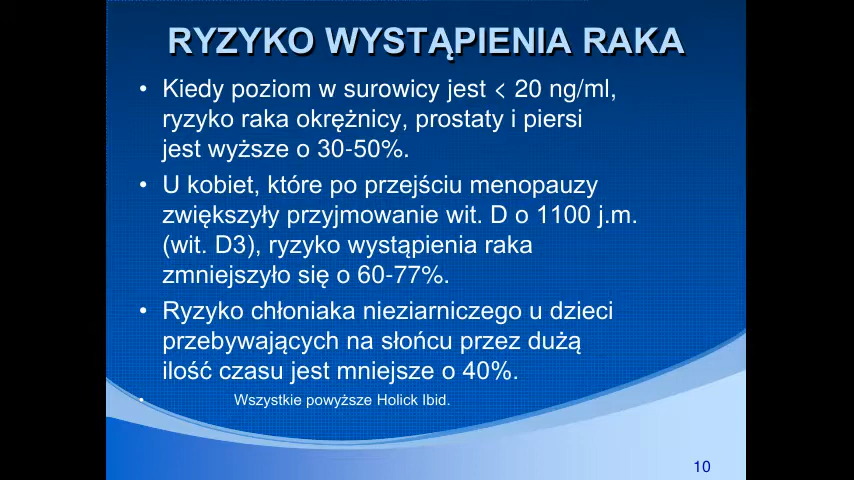 RYZYKO WYSTĄPIENIA RAKA
• Kiedy poziom w surowicy jest < 20 ng/ml,
ryzyko raka okrężnicy, prostaty i piersi
jest wyższe o 30-50%.
• U kobiet, które po przejściu menopauzy
zwiększyły przyjmowanie wit. D o 1100 j.m.
(wit. D3), ryzyko wystąpienia raka
zmniejszyło się o 60-77%.
• Ryzyko chłoniaka nieziarniczego u dzieci
przebywających na słońcu przez dużą
ilość czasu jest mniejsze o 40%.
• Wszystkie powyższe Holick Ibid.
10